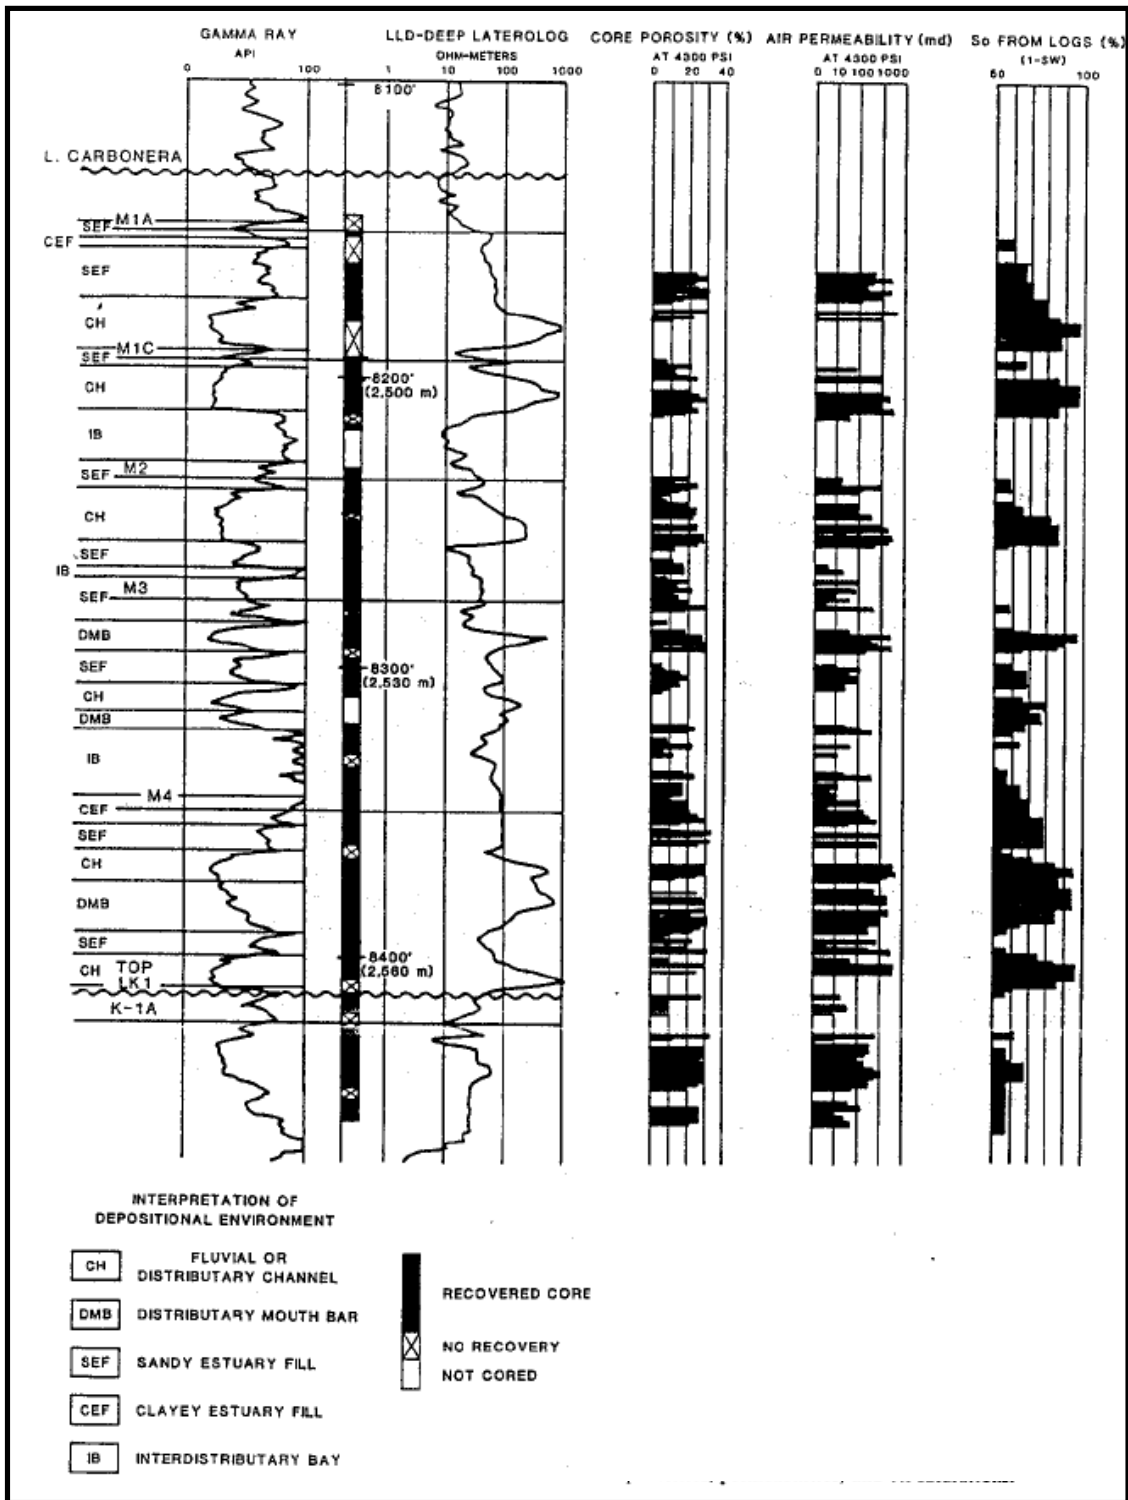 GAMMA RAY
API
0 100
LLD-DEEP LATEROLOG
OHM-METERS
1 10 100 1000
CORE POROSITY (%)
AT 4300 PSI
0 20 40
AIR PERMEABILITY (md)
AT 4300 PSI
0 10 100 1000
So FROM LOGS (%)
(1-SW)
60 100
8100'
L. CARBONERA
M1A
SEF
CEF
SEF
CH
M1C
SEF
8200'
(2,500 m)
CH
IB
M2
SEF
CH
SEF
IB
M3
SEF
DMB
SEF
8300'
(2,530 m)
CH
DMB
IB
M4
CEF
SEF
CH
DMB
SEF
8400'
(2,560 m)
CH TOP
LK1
K-1A
INTERPRETATION OF
DEPOSITIONAL ENVIRONMENT
CH FLUVIAL OR
DISTRIBUTARY CHANNEL
DMB DISTRIBUTARY MOUTH BAR
SEF SANDY ESTUARY FILL
CEF CLAYEY ESTUARY FILL
IB INTERDISTRIBUTARY BAY
RECOVERED CORE
NO RECOVERY
NOT CORED